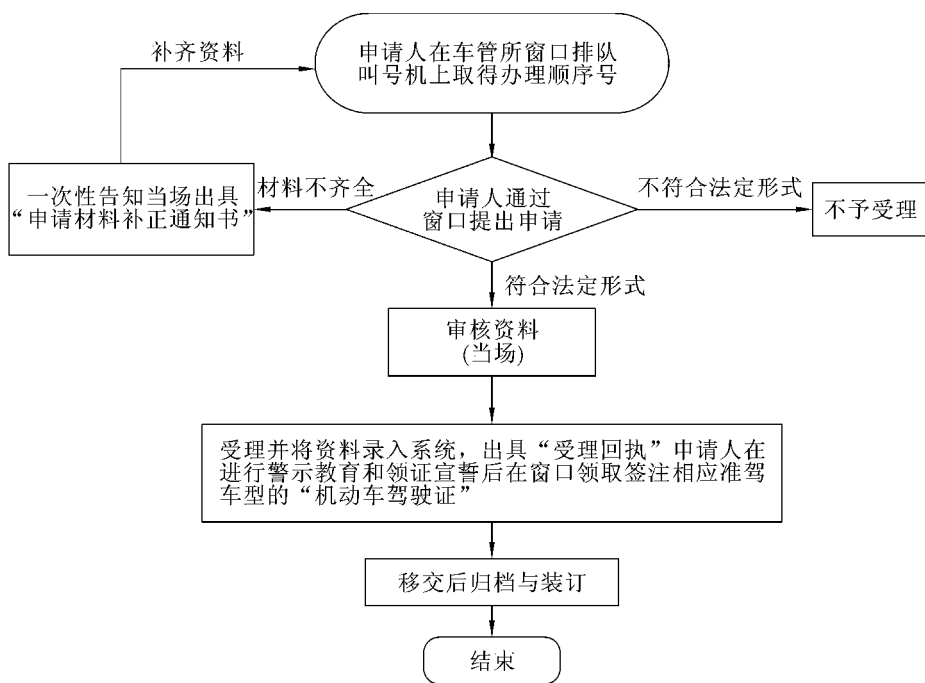 补齐资料
申请人在车管所窗口排队
叫号机上取得办理顺序号
一次性告知当场出具
“申请材料补正通知书”
材料不齐全
申请人通过
窗口提出申请
不符合法定形式
不予受理
符合法定形式
审核资料
(当场)
受理并将资料录入系统，出具“受理回执”申请人在
进行警示教育和领证宣誓后在窗口领取签注相应准驾
车型的“机动车驾驶证”
移交后归档与装订
结束